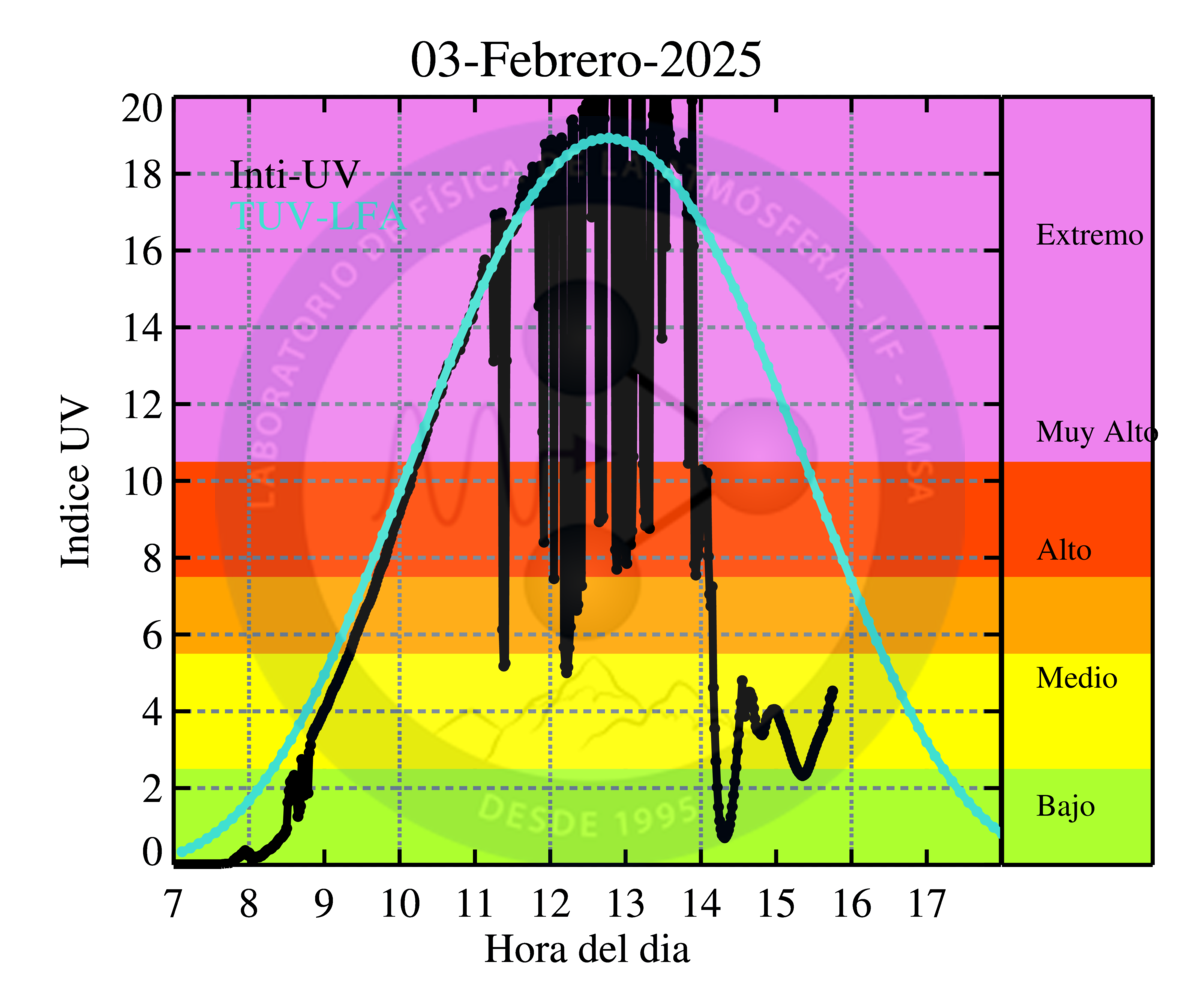 03-Febrero-2025
Inti-UV
TUV-LFA
Indice UV
20
18
16
14
12
10
8
6
4
2
0
7 8 9 10 11 12 13 14 15 16 17
Hora del dia
Extremo
Muy Alto
Alto
Medio
Bajo
LABORATORIO DE FÍSICA DE LA ATMÓSFERA - IIF - UMSA
DESDE 1995